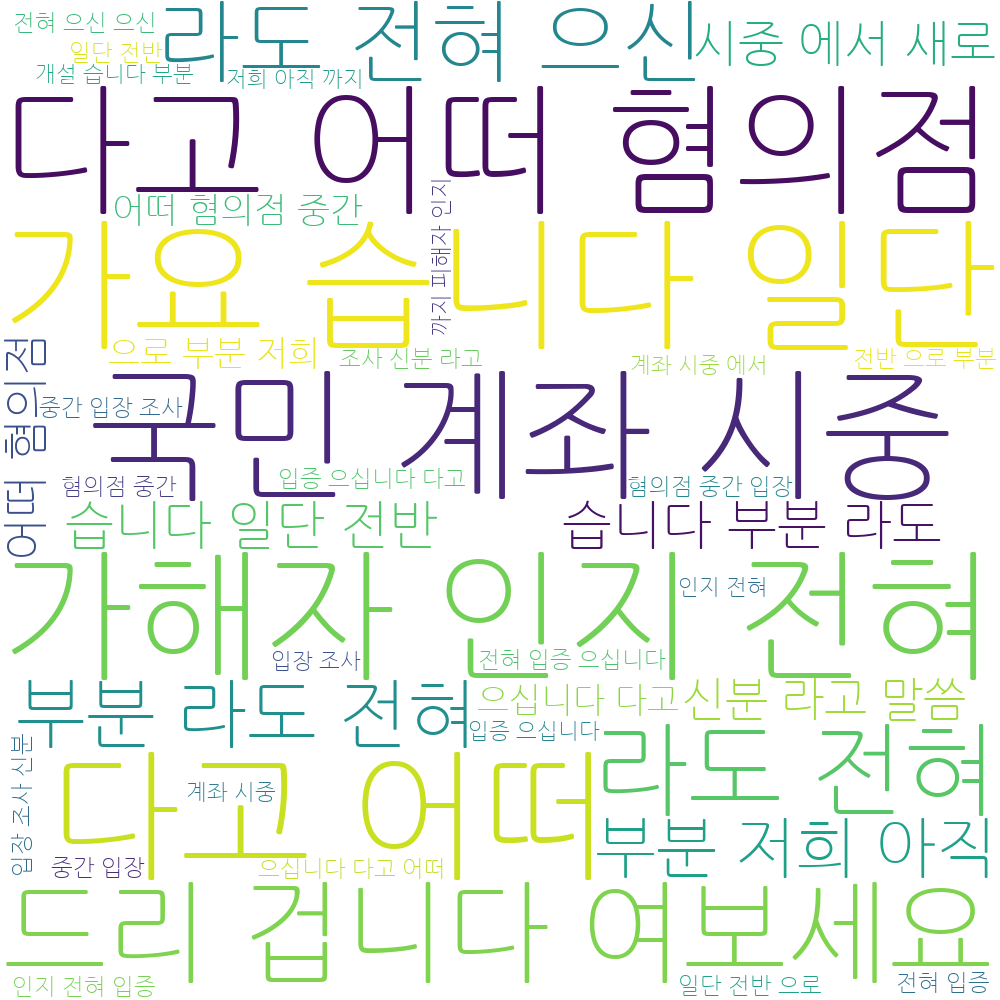 전혀 으신 으신
라도 전혀 으신
시중 에서 새로
일단 전반
개설 습니다 부분
저희 아직 까지
다고 어떠 혐의점
어떠 혐의점 중간
까지 피해자 인지
가요 습니다 일단
으로 부분 저희
조사 신분 라고
계좌 시중 에서
전반 으로 부분
어떠 혐의점
중간 입장 조사
국민 계좌 시중
혐의점 중간
입증 으십니다 다고
혐의점 중간 입장
습니다 일단 전반
습니다 부분 라도
가해자 인지 전혀
인지 전혀
입장 조사
전혀 입증 으십니다
부분 라도 전혀
으십니다 다고
신분 라고 말씀
입증 으십니다
라도 전혀
입장 조사 신분
다고 어떠
계좌 시중
부분 저희 아직
중간 입장
으십니다 다고 어떠
드리 겁니다 여보세요
인지 전혀 입증
일단 전반 으로
전혀 입증